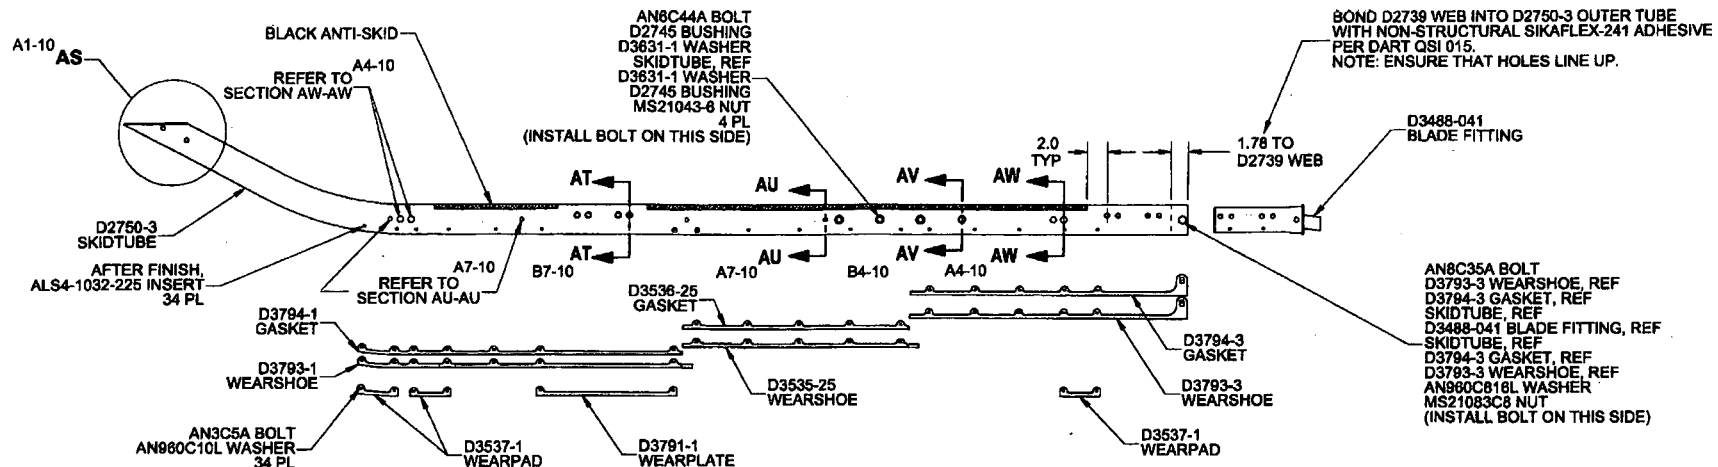 A1-10
AS
BLACK ANTI-SKID
A4-10
REFER TO
SECTION AW-AW
AN6C44A BOLT
D2745 BUSHING
D3631-1 WASHER
SKIDTUBE, REF
D3631-1 WASHER
D2745 BUSHING
MS21043-6 NUT
4 PL
(INSTALL BOLT ON THIS SIDE)
BOND D2739 WEB INTO D2750-3 OUTER TUBE
WITH NON-STRUCTURAL SIKAFLEX-241 ADHESIVE
PER DART QSI 015.
NOTE: ENSURE THAT HOLES LINE UP.
2.0
TYP
1.78 TO
D2739 WEB
D3488-041
BLADE FITTING
AT
AU
AV
AW
D2750-3
SKIDTUBE
AT
AU
AV
AW
AFTER FINISH,
ALS4-1032-225 INSERT
34 PL
A7-10
REFER TO
SECTION AU-AU
B7-10
A7-10
B4-10
A4-10
D3794-1
GASKET
D3793-1
WEARSHOE
D3536-25
GASKET
D3535-25
WEARSHOE
D3794-3
GASKET
D3793-3
WEARSHOE
AN8C35A BOLT
D3793-3 WEARSHOE, REF
D3794-3 GASKET, REF
SKIDTUBE, REF
D3488-041 BLADE FITTING, REF
SKIDTUBE, REF
D3794-3 GASKET, REF
D3793-3 WEARSHOE, REF
AN960C816L WASHER
MS21083C8 NUT
(INSTALL BOLT ON THIS SIDE)
AN3C5A BOLT
AN960C10L WASHER
34 PL
D3537-1
WEARPAD
D3791-1
WEARPLATE
D3537-1
WEARPAD